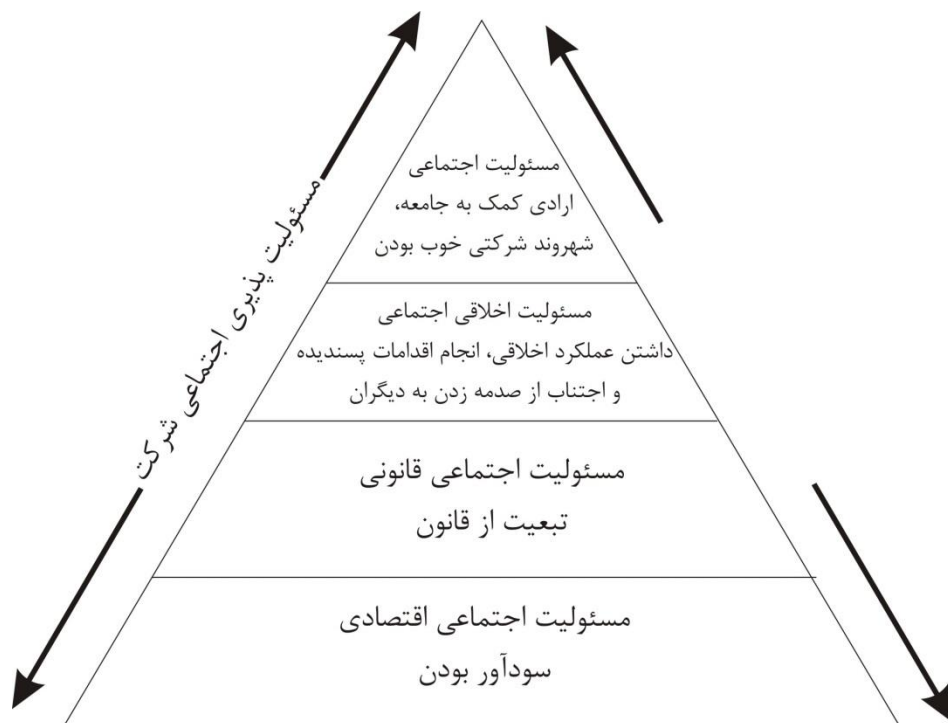 مسئولیت اجتماعی
ارادی کمک به جامعه،
شهروند شرکتی خوب بودن
مسئولیت اخلاقی اجتماعی
داشتن عملکرد اخلاقی، انجام اقدامات پسندیده
و اجتناب از صدمه زدن به دیگران
مسئولیت اجتماعی قانونی
تبعیت از قانون
مسئولیت اجتماعی اقتصادی
سودآور بودن
مسئولیت پذیری اجتماعی شرکت